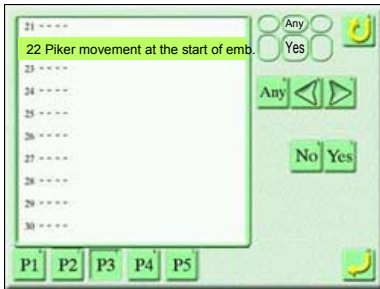 21 ----
Any
22 Piker movement at the start of emb.
Yes
23 ----
24 ----
Any
25 ----
26 ----
27 ----
No Yes
28 ----
29 ----
30 ----
P1 P2 P3 P4 P5